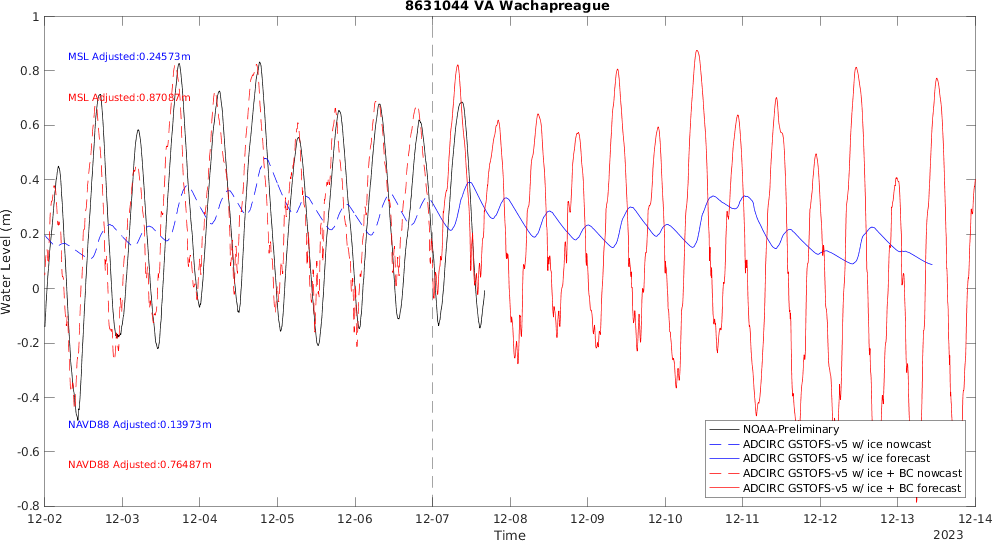 8631044 VA Wachapreague
1
0.8
0.6
0.4
0.2
0
-0.2
-0.4
-0.6
-0.8
Water Level (m)
MSL Adjusted:0.24573m
MSL Adjusted:0.87087m
NAVD88 Adjusted:0.13973m
NAVD88 Adjusted:0.76487m
NOAA-Preliminary
ADCIRC GSTOFS-v5 w/ ice nowcast
ADCIRC GSTOFS-v5 w/ ice forecast
ADCIRC GSTOFS-v5 w/ ice + BC nowcast
ADCIRC GSTOFS-v5 w/ ice + BC forecast
12-02 12-03 12-04 12-05 12-06 12-07 12-08 12-09 12-10 12-11 12-12 12-13 12-14
Time
2023